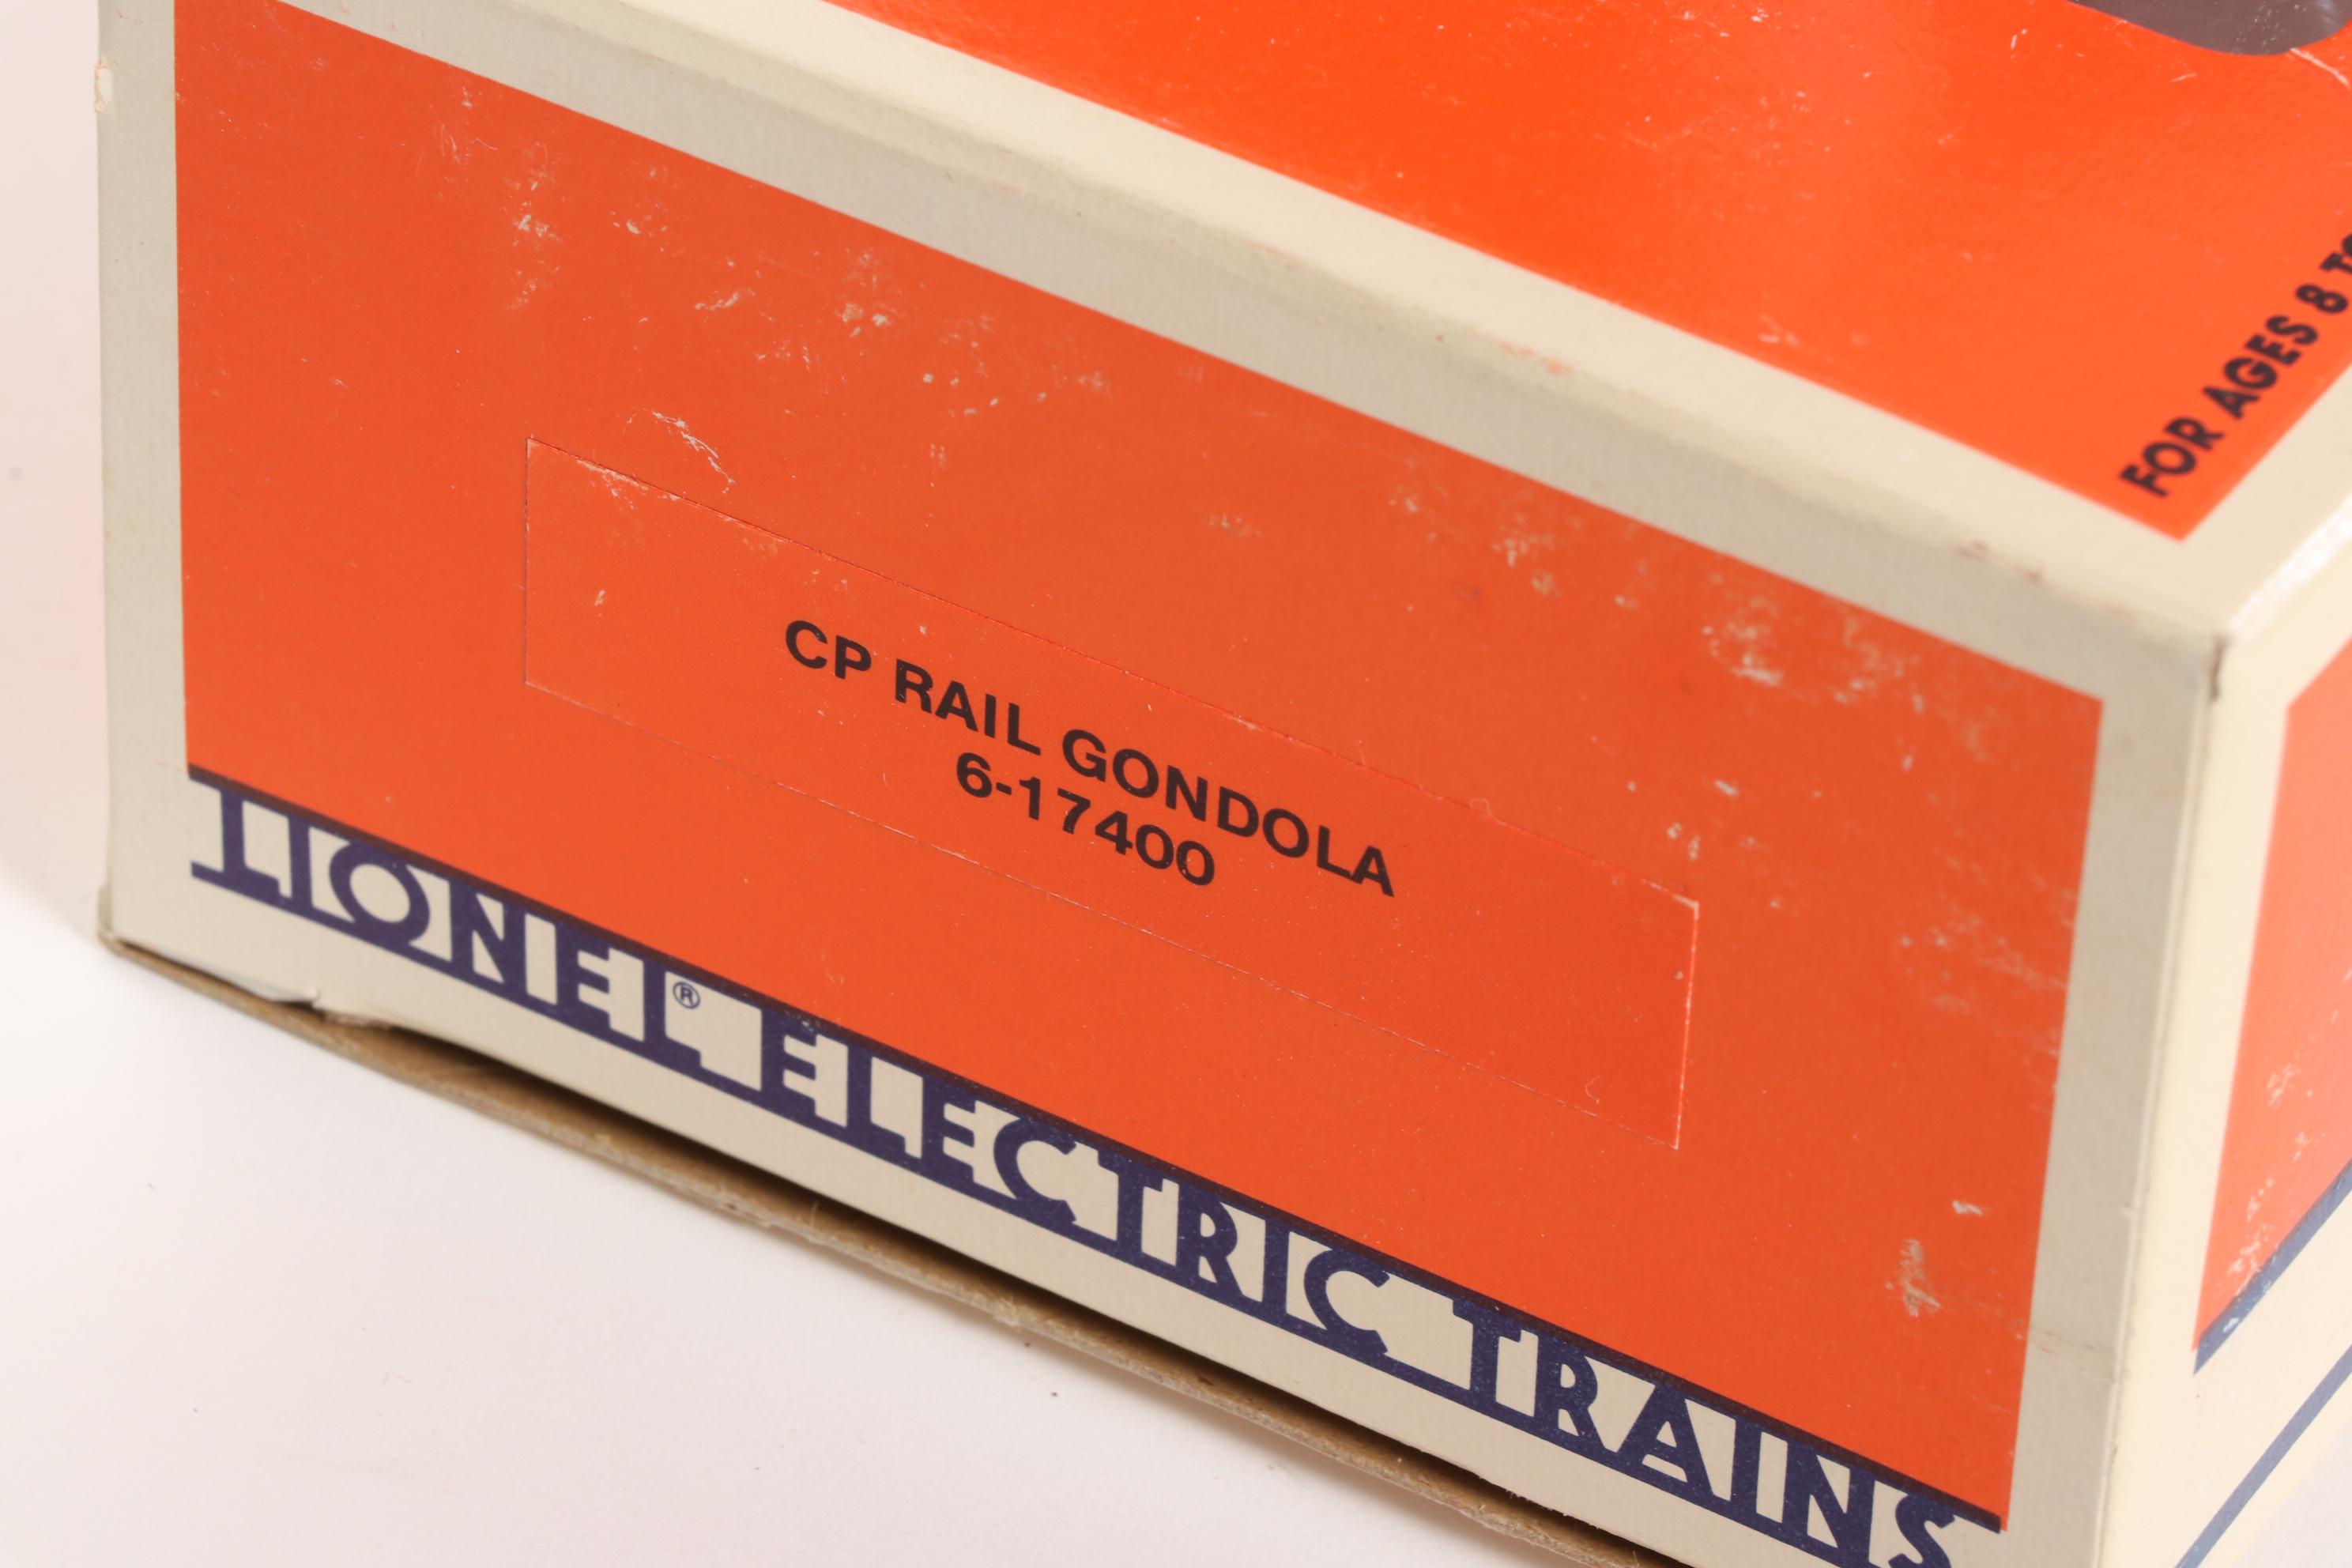 FOR AGES 8
CP RAIL GONDOLA
6-17400
LIONEL® ELECTRIC TRAINS